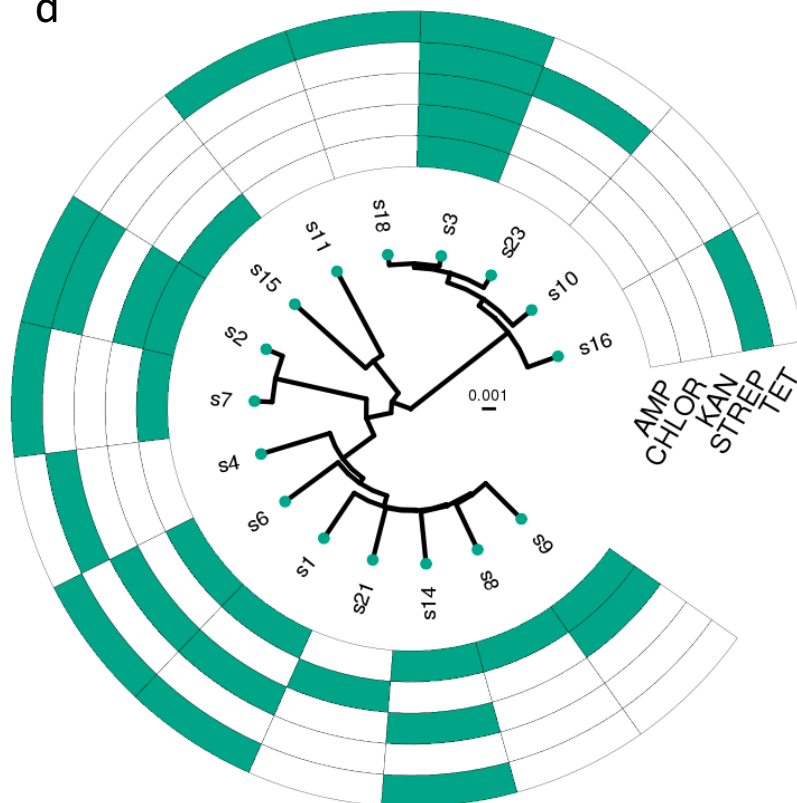 d
s18
s3
s23
s11
s10
s15
s16
s2
s7
0.001
AMP
CHLOR
KAN
STREP
TET
s4
s6
s1
s21
s14
s8
s9